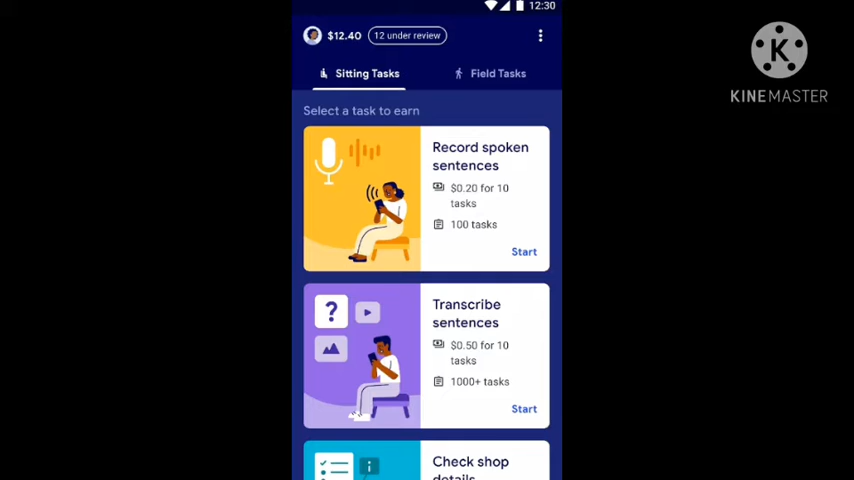 12:30
$12.40
12 under review
Sitting Tasks
Field Tasks
Select a task to earn
Record spoken
sentences
$0.20 for 10
tasks
100 tasks
Start
?
Transcribe
sentences
$0.50 for 10
tasks
1000+ tasks
Start
i
Check shop
details
K
KINEMASTER